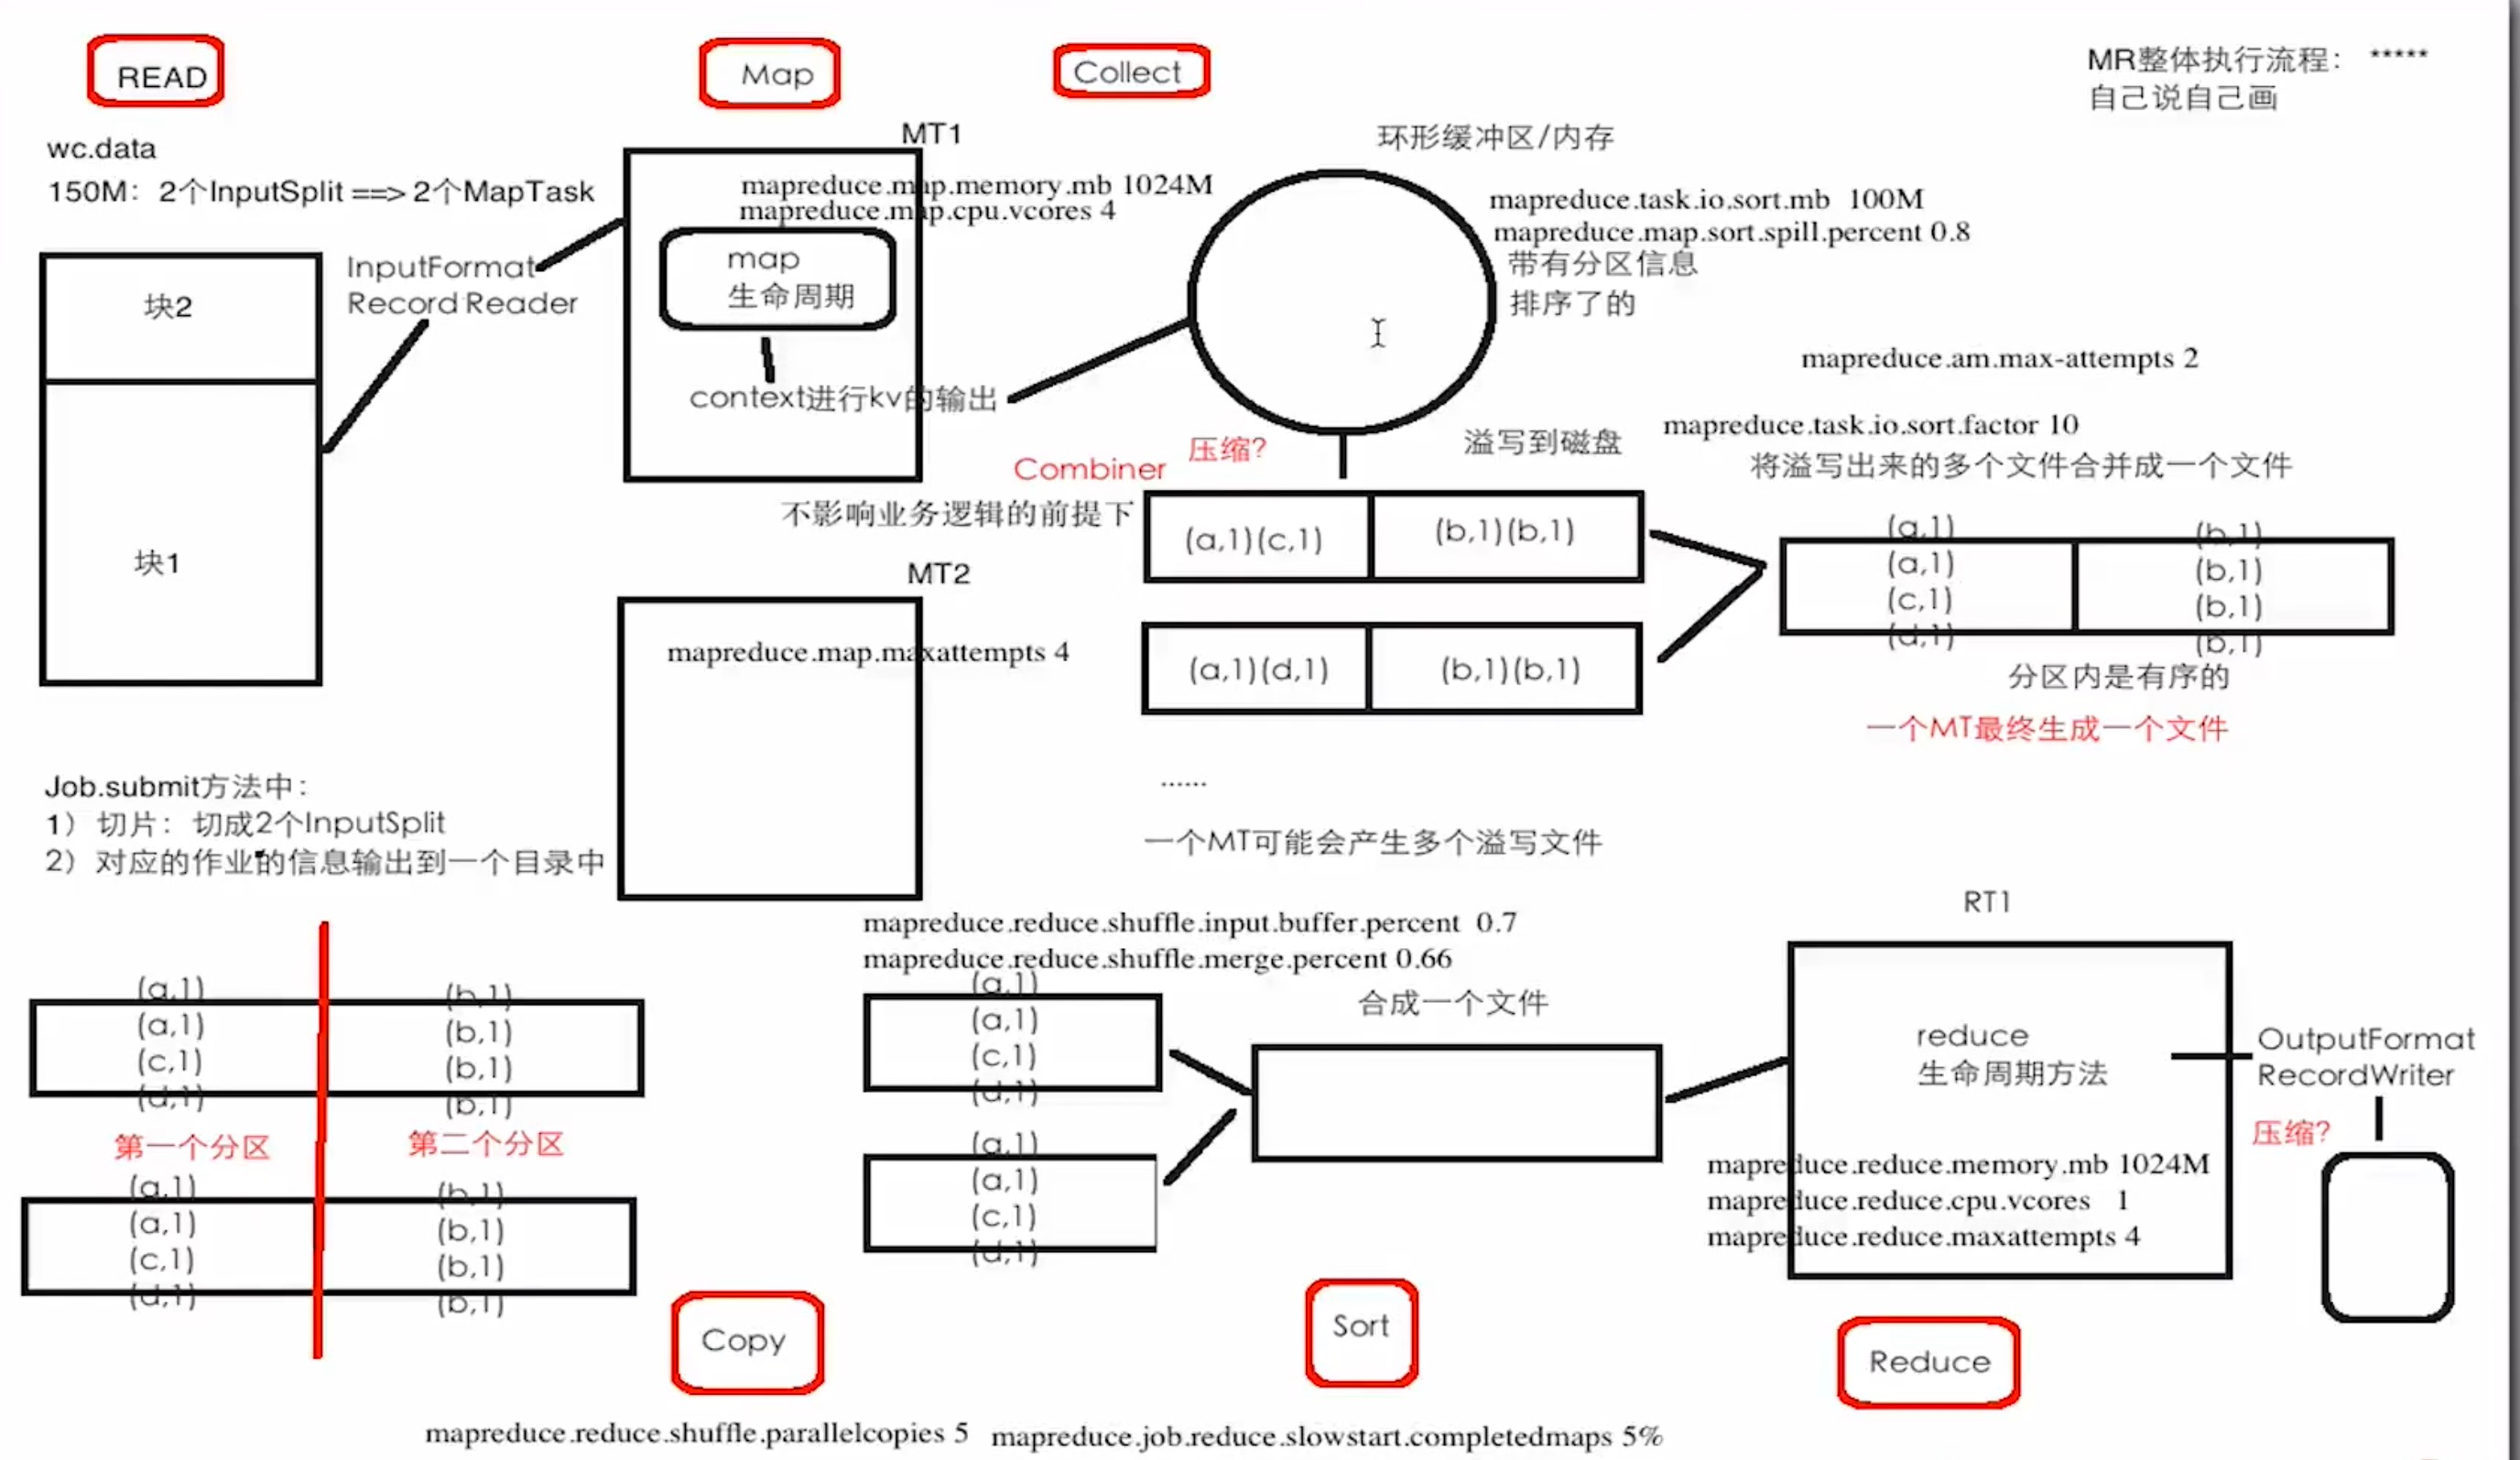 READ
Map
Collect
MR整体执行流程： *****
自己说自己画
wc.data
150M：2个InputSplit ==> 2个MapTask
MT1
环形缓冲区/内存
mapreduce.map.memory.mb 1024M
mapreduce.map.cpu.vcores 4
mapreduce.task.io.sort.mb 100M
mapreduce.map.sort.spill.percent 0.8
带有分区信息
排序了的
块2
InputFormat
Record Reader
map
生命周期
context进行kv的输出
mapreduce.am.max-attempts 2
mapreduce.task.io.sort.factor 10
将溢写出来的多个文件合并成一个文件
压缩?
溢写到磁盘
Combiner
不影响业务逻辑的前提下
(a,1)(c,1)
(b,1)(b,1)
(a,1)
(a,1)
(c,1)
(d,1)
(b,1)
(b,1)
(b,1)
(b,1)
块1
MT2
mapreduce.map.maxattempts 4
(a,1)(d,1)
(b,1)(b,1)
分区内是有序的
一个MT最终生成一个文件
......
一个MT可能会产生多个溢写文件
Job.submit方法中：
1）切片：切成2个InputSplit
2）对应的作业的信息输出到一个目录中
(a,1)
(a,1)
(c,1)
(d,1)
(b,1)
(b,1)
(b,1)
(b,1)
第一个分区
第二个分区
(a,1)
(a,1)
(c,1)
(d,1)
(b,1)
(b,1)
(b,1)
(b,1)
mapreduce.reduce.shuffle.input.buffer.percent 0.7
mapreduce.reduce.shuffle.merge.percent 0.66
(a,1)
(a,1)
(c,1)
(d,1)
(a,1)
(a,1)
(c,1)
(d,1)
合成一个文件
RT1
reduce
生命周期方法
OutputFormat
RecordWriter
压缩?
mapreduce.reduce.memory.mb 1024M
mapreduce.reduce.cpu.vcores 1
mapreduce.reduce.maxattempts 4
Copy
Sort
Reduce
mapreduce.reduce.shuffle.parallelcopies 5
mapreduce.job.reduce.slowstart.completedmaps 5%